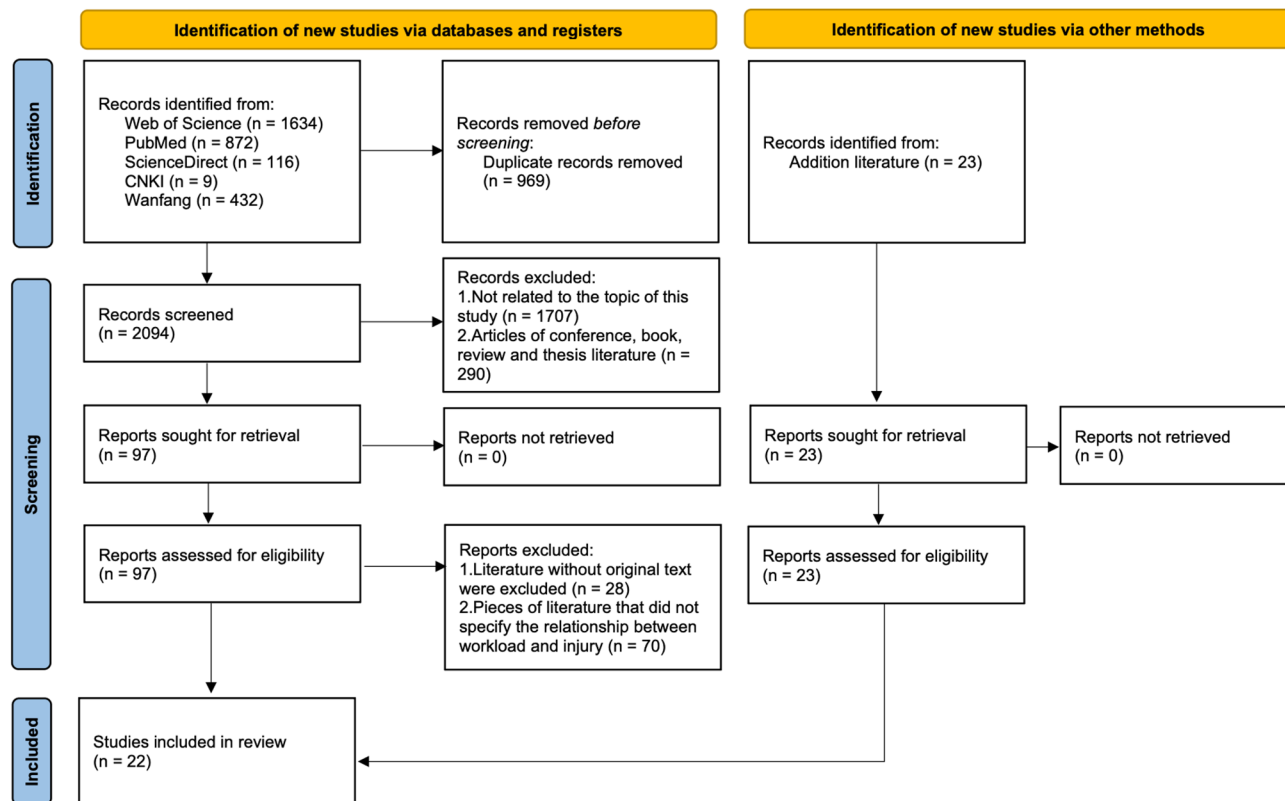 Identification of new studies via databases and registers
Identification of new studies via other methods
Identification
Records identified from:
Web of Science (n = 1634)
PubMed (n = 872)
ScienceDirect (n = 116)
CNKI (n = 9)
Wanfang (n = 432)
Records removed before
screening:
Duplicate records removed
(n = 969)
Records identified from:
Addition literature (n = 23)
Screening
Records screened
(n = 2094)
Records excluded:
1.Not related to the topic of this
study (n = 1707)
2.Articles of conference, book,
review and thesis literature (n =
290)
Reports sought for retrieval
(n = 97)
Reports not retrieved
(n = 0)
Reports sought for retrieval
(n = 23)
Reports not retrieved
(n = 0)
Reports assessed for eligibility
(n = 97)
Reports excluded:
1.Literature without original text
were excluded (n = 28)
2.Pieces of literature that did not
specify the relationship between
workload and injury (n = 70)
Reports assessed for eligibility
(n = 23)
Included
Studies included in review
(n = 22)